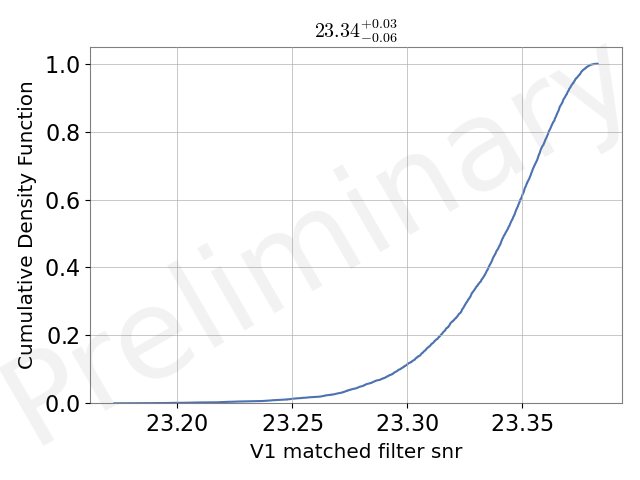 23.34+0.03−0.06
1.0
0.8
0.6
0.4
0.2
0.0
Cumulative Density Function
23.20 23.25 23.30 23.35
V1 matched filter snr
Preliminary